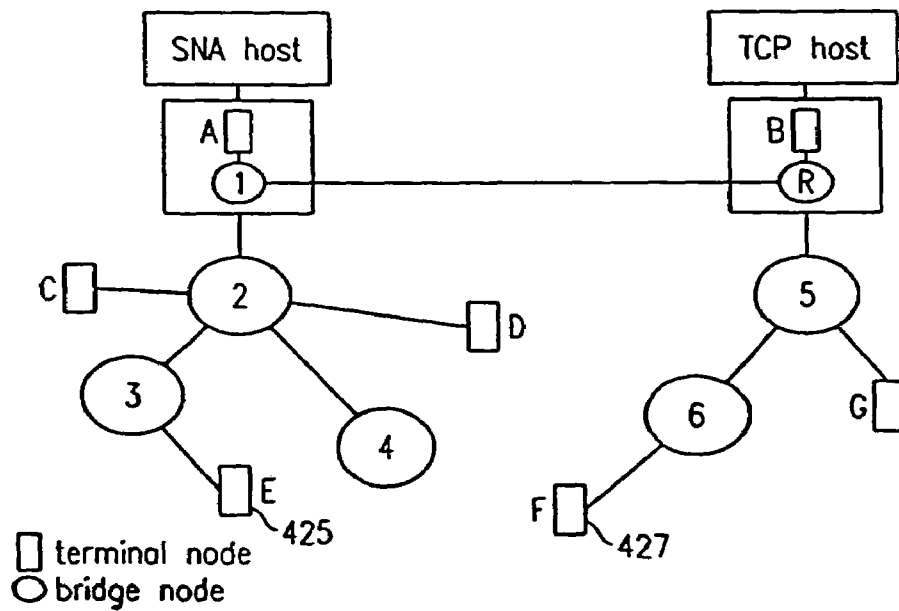 SNA host
TCP host
A
B
1
R
C
2
D
5
3
4
6
G
E
F
425
427
terminal node
bridge node